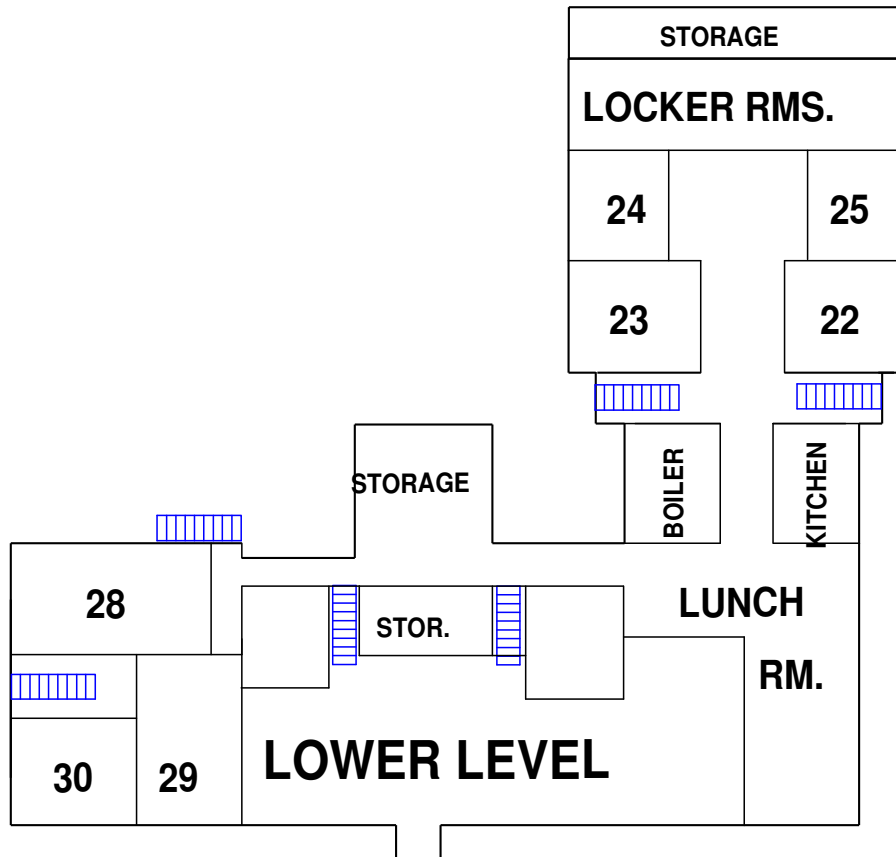 STORAGE
LOCKER RMS.
24
25
23
22
BOILER
KITCHEN
STORAGE
28
STOR.
LUNCH
RM.
30
29
LOWER LEVEL